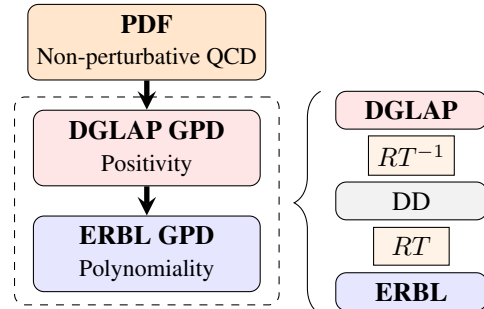 PDF
Non-perturbative QCD
DGLAP GPD
Positivity
ERBL GPD
Polynomiality
DGLAP
RT⁻¹
DD
RT
ERBL